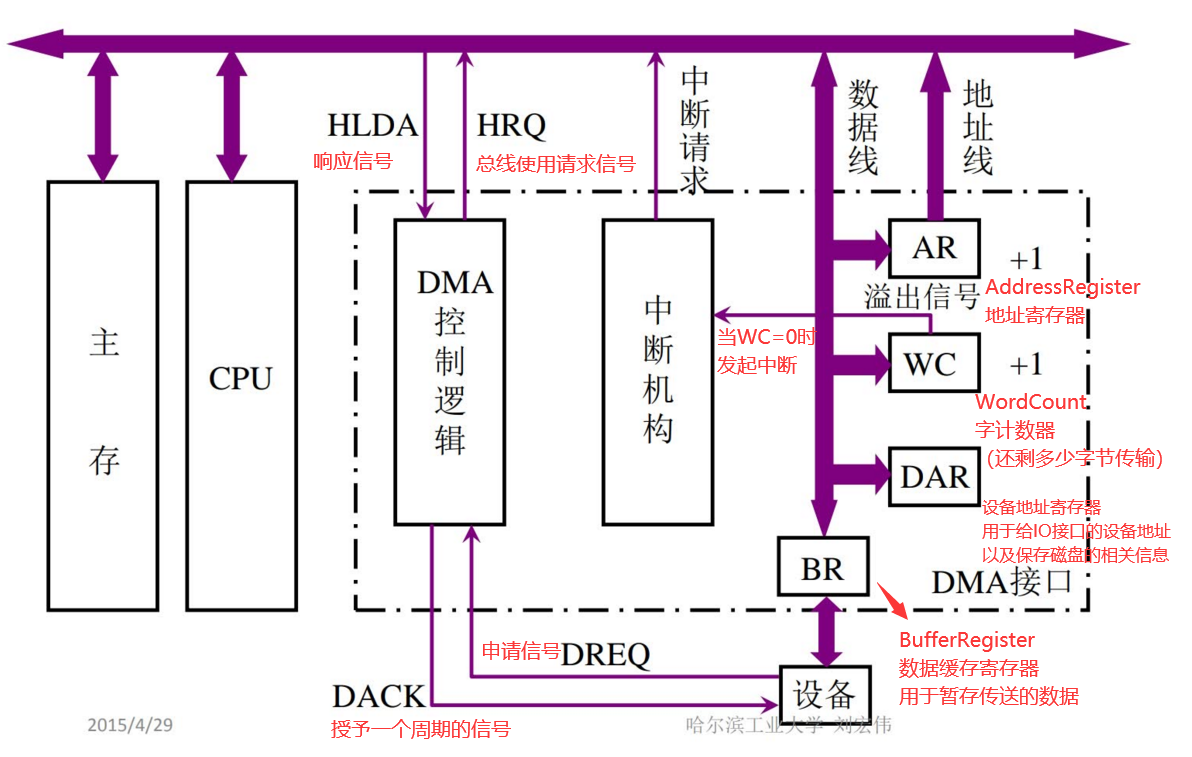 HLDA
响应信号
HRQ
总线使用请求信号
中断请求
数据线
地址线
主存
CPU
DMA控制逻辑
中断机构
AR
+1
AddressRegister
地址寄存器
溢出信号
当WC=0时
发起中断
WC
+1
WordCount
字计数器
(还剩多少字节传输)
DAR
设备地址寄存器
用于给IO接口的设备地址
以及保存磁盘的相关信息
BR
DMA接口
BufferRegister
数据缓存寄存器
用于暂存传送的数据
申请信号
DREQ
设备
DACK
授予一个周期的信号
2015/4/29
哈尔滨工业大学 刘宏伟